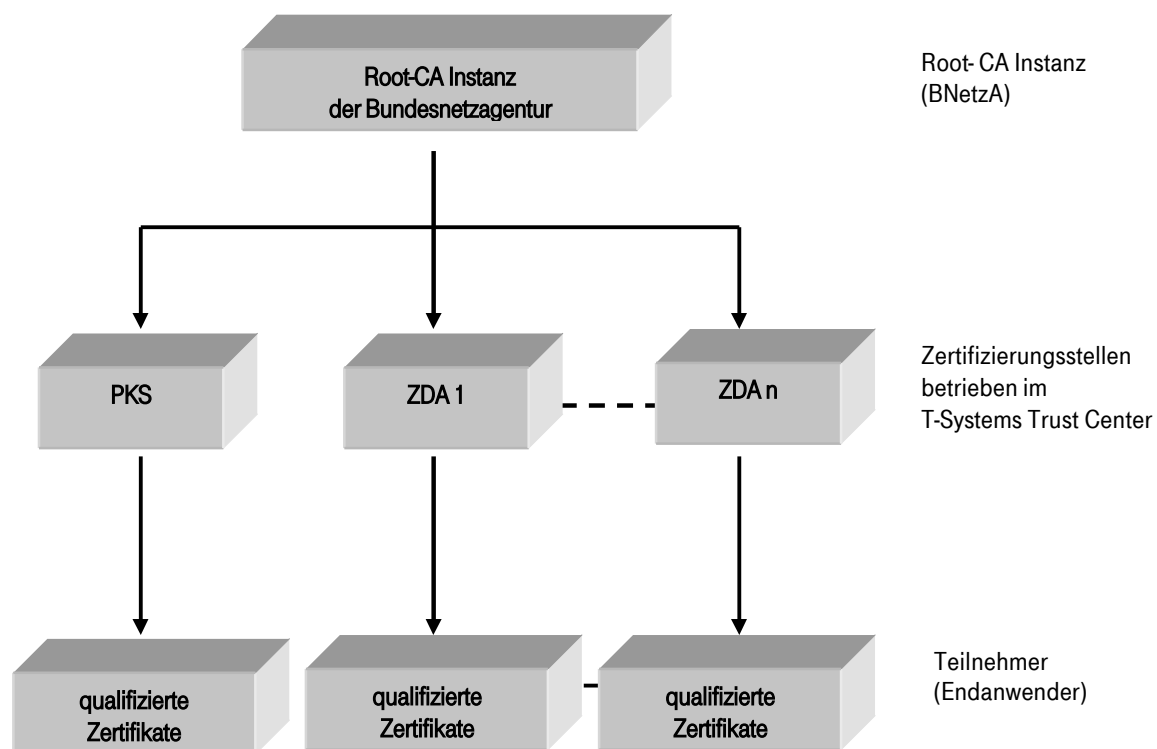 Root-CA Instanz
der Bundesnetzagentur
Root- CA Instanz
(BNetzA)
PKS
ZDA 1
ZDA n
Zertifizierungsstellen
betrieben im
T-Systems Trust Center
qualifizierte
Zertifikate
qualifizierte
Zertifikate
qualifizierte
Zertifikate
Teilnehmer
(Endanwender)